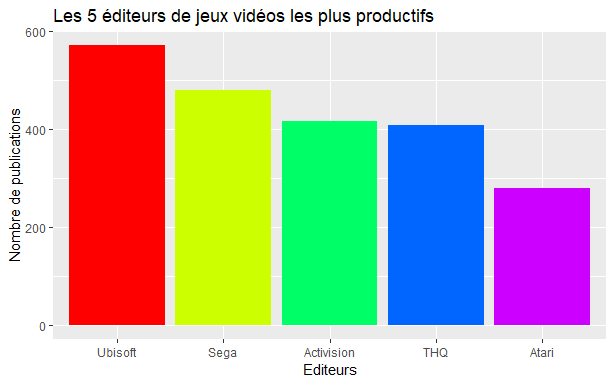 Les 5 éditeurs de jeux vidéos les plus productifs
Nombre de publications
600
400
200
0
Ubisoft Sega Activision THQ Atari
Editeurs